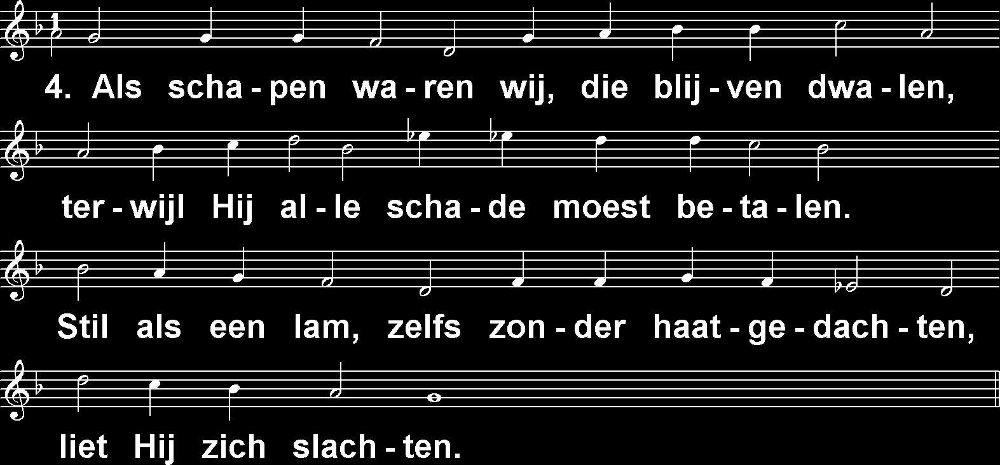 4. Als scha - pen wa - ren wij, die blij - ven dwa - len,
ter - wijl Hij al - le scha - de moest be - ta - len.
Stil als een lam, zelfs zon - der haat - ge - dach - ten,
liet Hij zich slach - ten.